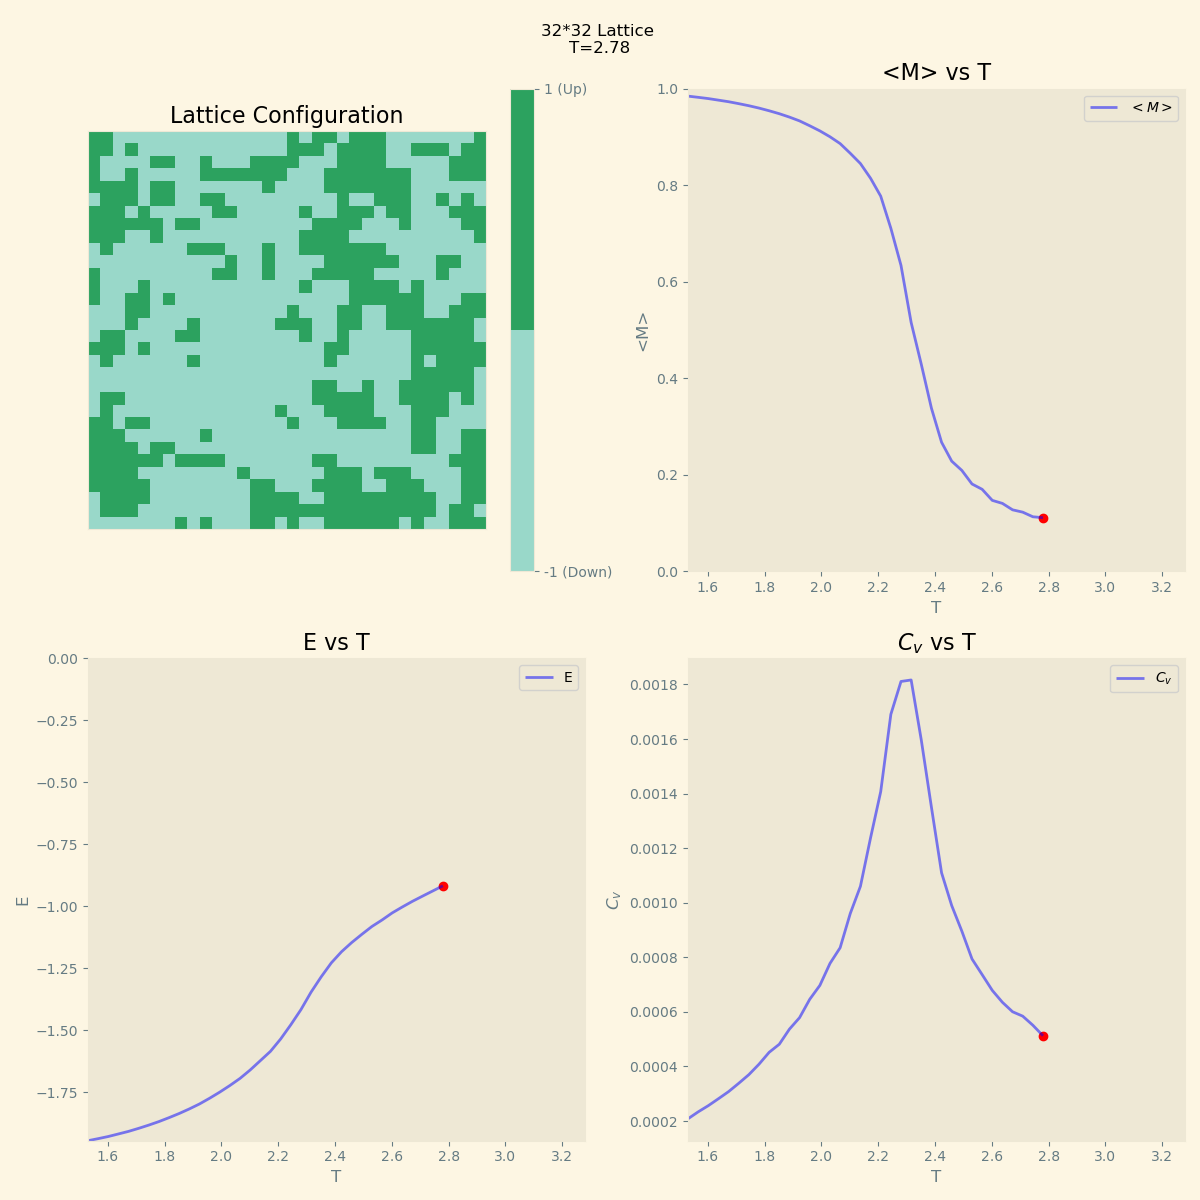 32*32 Lattice
T=2.78
Lattice Configuration
1 (Up)
-1 (Down)
<M> vs T
1.0
0.8
0.6
0.4
0.2
0.0
<M>
< M >
1.6 1.8 2.0 2.2 2.4 2.6 2.8 3.0 3.2
T
E vs T
0.00
−0.25
−0.50
−0.75
−1.00
−1.25
−1.50
−1.75
E
E
1.6 1.8 2.0 2.2 2.4 2.6 2.8 3.0 3.2
T
Cv vs T
0.0018
0.0016
0.0014
0.0012
0.0010
0.0008
0.0006
0.0004
0.0002
Cv
Cv
1.6 1.8 2.0 2.2 2.4 2.6 2.8 3.0 3.2
T